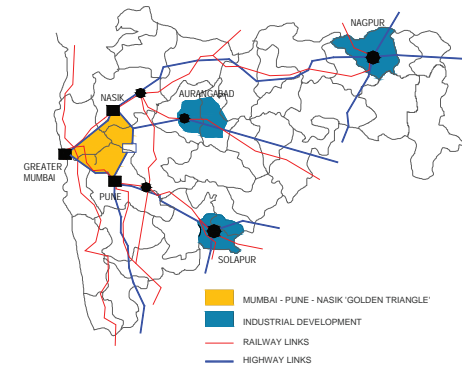 NAGPUR
NASIK
AURANGABAD
GREATER
MUMBAI
PUNE
SOLAPUR
MUMBAI - PUNE - NASIK 'GOLDEN TRIANGLE'
INDUSTRIAL DEVELOPMENT
RAILWAY LINKS
HIGHWAY LINKS